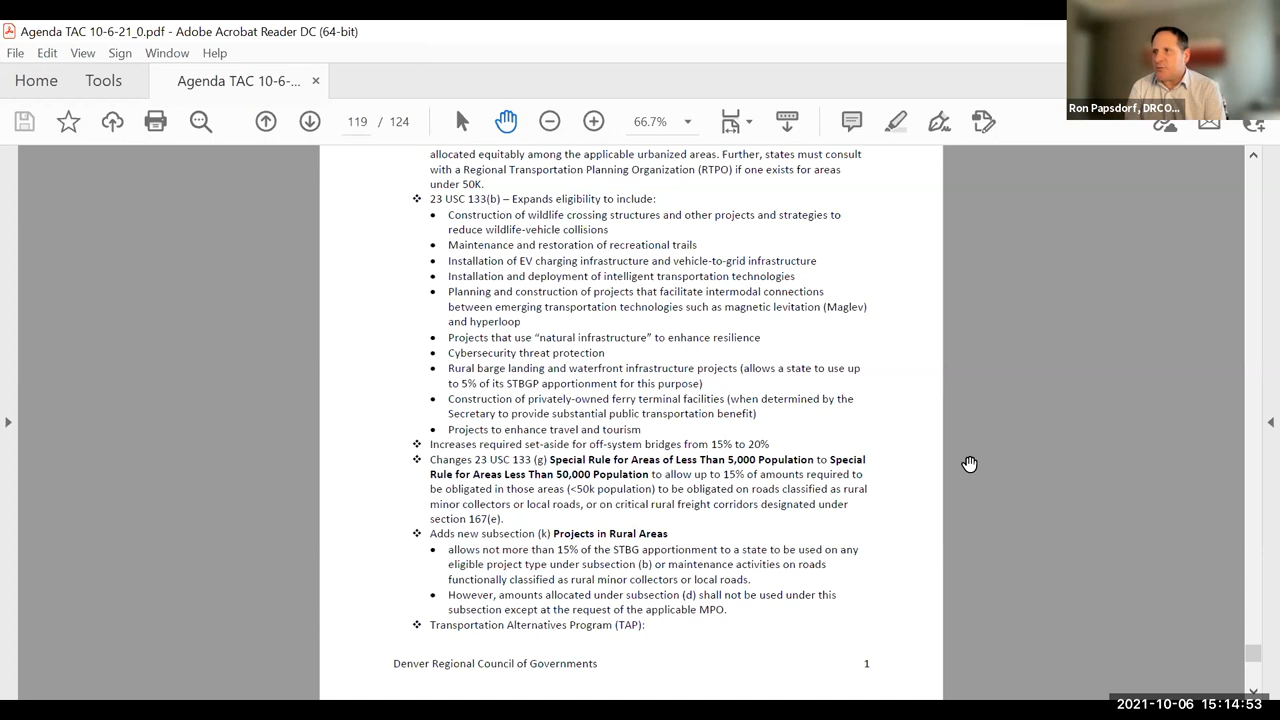 Agenda TAC 10-6-21_0.pdf - Adobe Acrobat Reader DC (64-bit)
File Edit View Sign Window Help
Home Tools Agenda TAC 10-6-... ×
119 / 124 66.7%
Ron Papsdorf, DRCO...
allocated equitably among the applicable urbanized areas. Further, states must consult
with a Regional Transportation Planning Organization (RTPO) if one exists for areas
under 50K.
❖ 23 USC 133(b) – Expands eligibility to include:
• Construction of wildlife crossing structures and other projects and strategies to
reduce wildlife-vehicle collisions
• Maintenance and restoration of recreational trails
• Installation of EV charging infrastructure and vehicle-to-grid infrastructure
• Installation and deployment of intelligent transportation technologies
• Planning and construction of projects that facilitate intermodal connections
between emerging transportation technologies such as magnetic levitation (Maglev)
and hyperloop
• Projects that use “natural infrastructure” to enhance resilience
• Cybersecurity threat protection
• Rural barge landing and waterfront infrastructure projects (allows a state to use up
to 5% of its STBGP apportionment for this purpose)
• Construction of privately-owned ferry terminal facilities (when determined by the
Secretary to provide substantial public transportation benefit)
• Projects to enhance travel and tourism
❖ Increases required set-aside for off-system bridges from 15% to 20%
❖ Changes 23 USC 133 (g) Special Rule for Areas of Less Than 5,000 Population to Special
Rule for Areas Less Than 50,000 Population to allow up to 15% of amounts required to
be obligated in those areas (<50k population) to be obligated on roads classified as rural
minor collectors or local roads, or on critical rural freight corridors designated under
section 167(e).
❖ Adds new subsection (k) Projects in Rural Areas
• allows not more than 15% of the STBG apportionment to a state to be used on any
eligible project type under subsection (b) or maintenance activities on roads
functionally classified as rural minor collectors or local roads.
• However, amounts allocated under subsection (d) shall not be used under this
subsection except at the request of the applicable MPO.
❖ Transportation Alternatives Program (TAP):
Denver Regional Council of Governments 1
2021-10-06 15:14:53